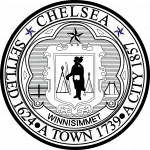 CHELSEA
A CITY 1857
A TOWN 1739
SETTLED 1624
WINNISIMMET